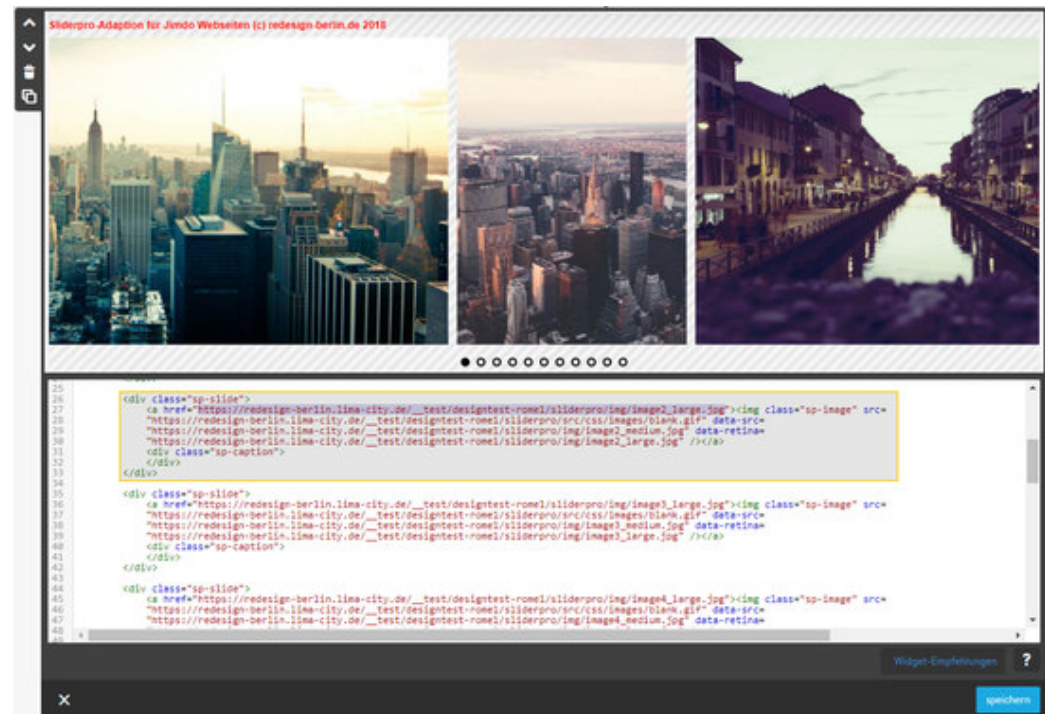 Sliderpro-Adaption für Jimdo Webseiten (c) redesign-berlin.de 2018
25
26 <div class="sp-slide">
27 <a href="https://redesign-berlin.lima-city.de/__test/designtest-rome1/sliderpro/img/image2_large.jpg"><img class="sp-image" src=
28 "https://redesign-berlin.lima-city.de/__test/designtest-rome1/sliderpro/src/css/images/blank.gif" data-src=
29 "https://redesign-berlin.lima-city.de/__test/designtest-rome1/sliderpro/img/image2_medium.jpg" data-retina=
30 "https://redesign-berlin.lima-city.de/__test/designtest-rome1/sliderpro/img/image2_large.jpg" /></a>
31 <div class="sp-caption">
32 </div>
33 </div>
34
35 <div class="sp-slide">
36 <a href="https://redesign-berlin.lima-city.de/__test/designtest-rome1/sliderpro/img/image3_large.jpg"><img class="sp-image" src=
37 "https://redesign-berlin.lima-city.de/__test/designtest-rome1/sliderpro/src/css/images/blank.gif" data-src=
38 "https://redesign-berlin.lima-city.de/__test/designtest-rome1/sliderpro/img/image3_medium.jpg" data-retina=
39 "https://redesign-berlin.lima-city.de/__test/designtest-rome1/sliderpro/img/image3_large.jpg" /></a>
40 <div class="sp-caption">
41 </div>
42 </div>
43
44 <div class="sp-slide">
45 <a href="https://redesign-berlin.lima-city.de/__test/designtest-rome1/sliderpro/img/image4_large.jpg"><img class="sp-image" src=
46 "https://redesign-berlin.lima-city.de/__test/designtest-rome1/sliderpro/src/css/images/blank.gif" data-src=
47 "https://redesign-berlin.lima-city.de/__test/designtest-rome1/sliderpro/img/image4_medium.jpg" data-retina=
48
Widget-Empfehlungen ?
speichern